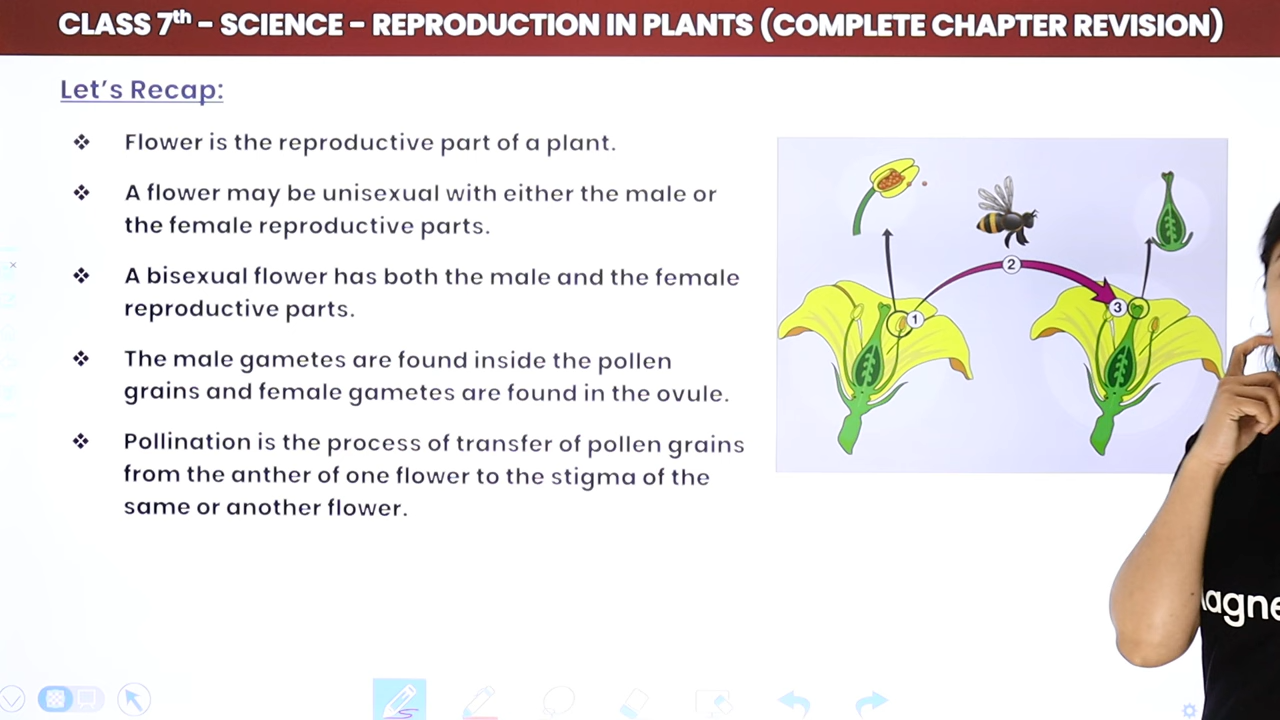 CLASS 7th – SCIENCE – REPRODUCTION IN PLANTS (COMPLETE CHAPTER REVISION)
Let's Recap:
❖ Flower is the reproductive part of a plant.
❖ A flower may be unisexual with either the male or
the female reproductive parts.
❖ A bisexual flower has both the male and the female
reproductive parts.
❖ The male gametes are found inside the pollen
grains and female gametes are found in the ovule.
❖ Pollination is the process of transfer of pollen grains
from the anther of one flower to the stigma of the
same or another flower.
1
2
3